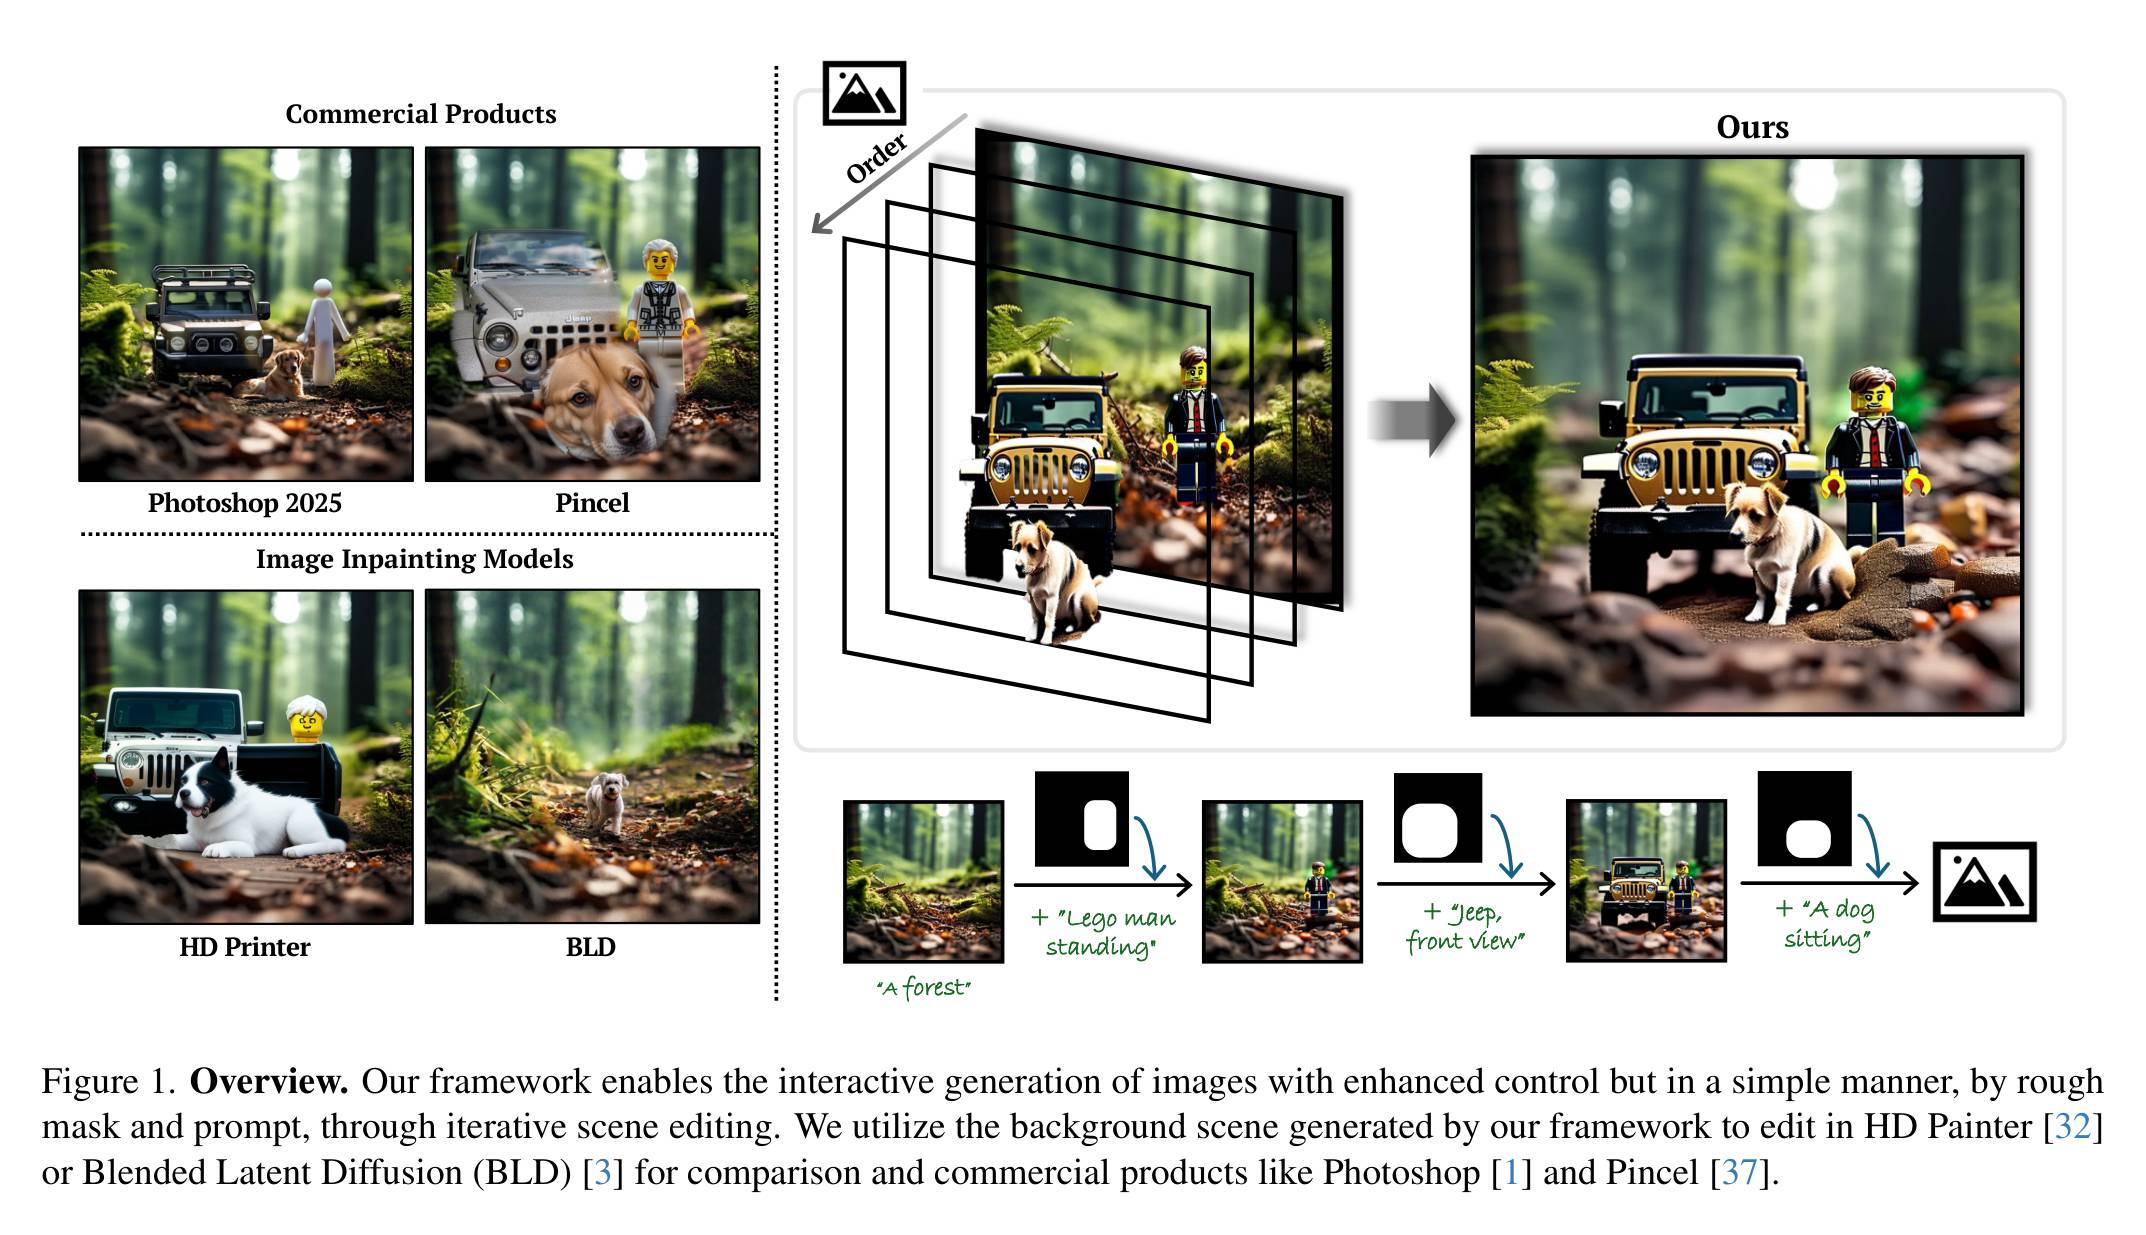 Commercial Products
Photoshop 2025
Pincel
Image Inpainting Models
HD Printer
BLD
Order
Ours
"A forest"
+ "Lego man
standing"
+ "Jeep,
front view"
+ "A dog
sitting"
Figure 1. Overview. Our framework enables the interactive generation of images with enhanced control but in a simple manner, by rough
mask and prompt, through iterative scene editing. We utilize the background scene generated by our framework to edit in HD Painter [32]
or Blended Latent Diffusion (BLD) [3] for comparison and commercial products like Photoshop [1] and Pincel [37].